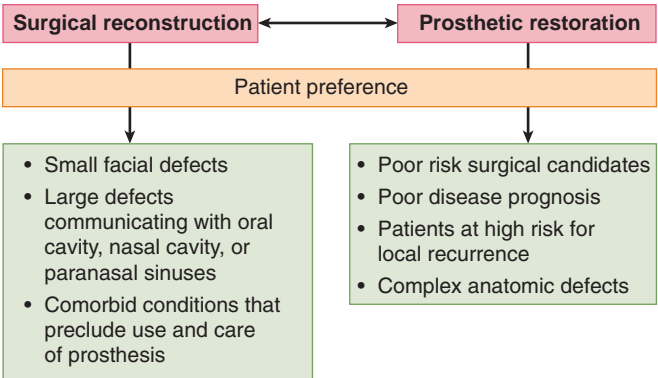 Surgical reconstruction
Prosthetic restoration
Patient preference
• Small facial defects
• Large defects
communicating with oral
cavity, nasal cavity, or
paranasal sinuses
• Comorbid conditions that
preclude use and care
of prosthesis
• Poor risk surgical candidates
• Poor disease prognosis
• Patients at high risk for
local recurrence
• Complex anatomic defects